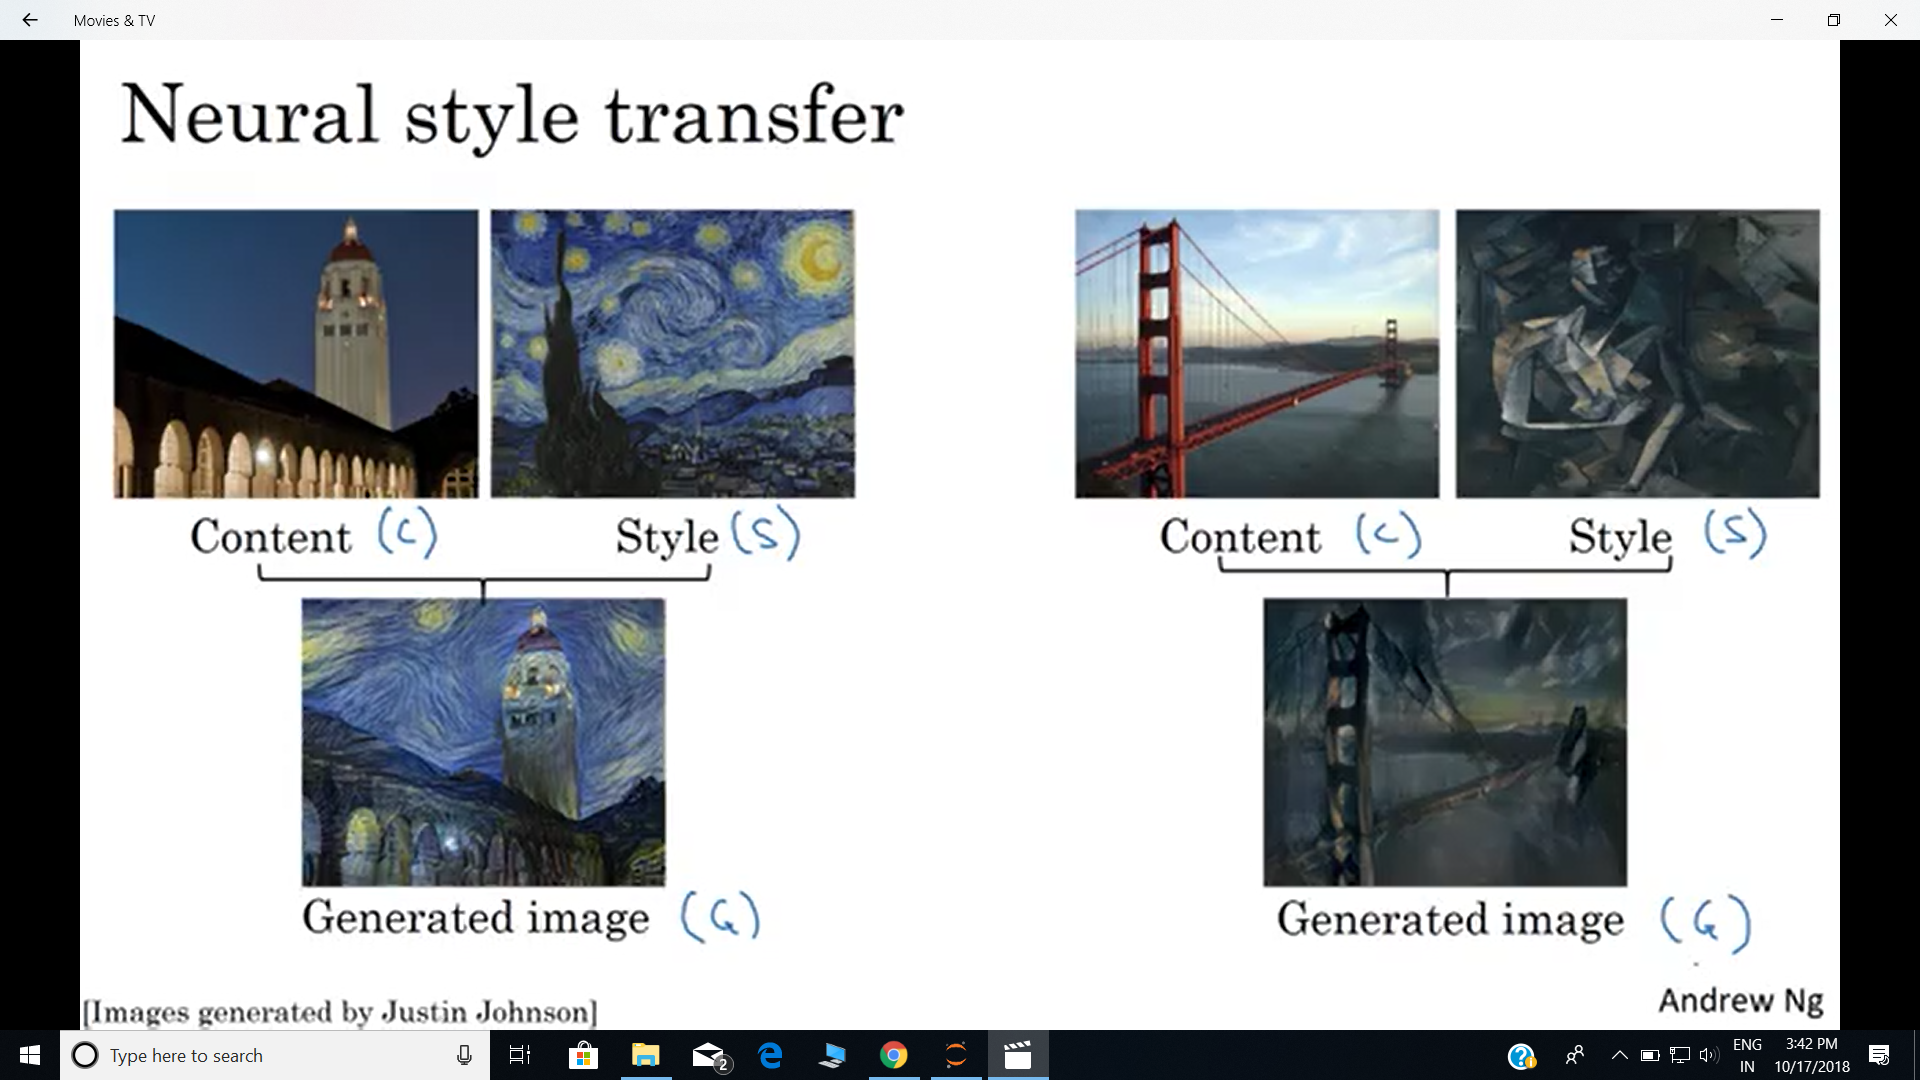 Movies & TV
Neural style transfer
Content (C)
Style (S)
Content (C)
Style (S)
Generated image (G)
Generated image (G)
[Images generated by Justin Johnson]
Andrew Ng
Type here to search
2
ENG
IN
3:42 PM
10/17/2018